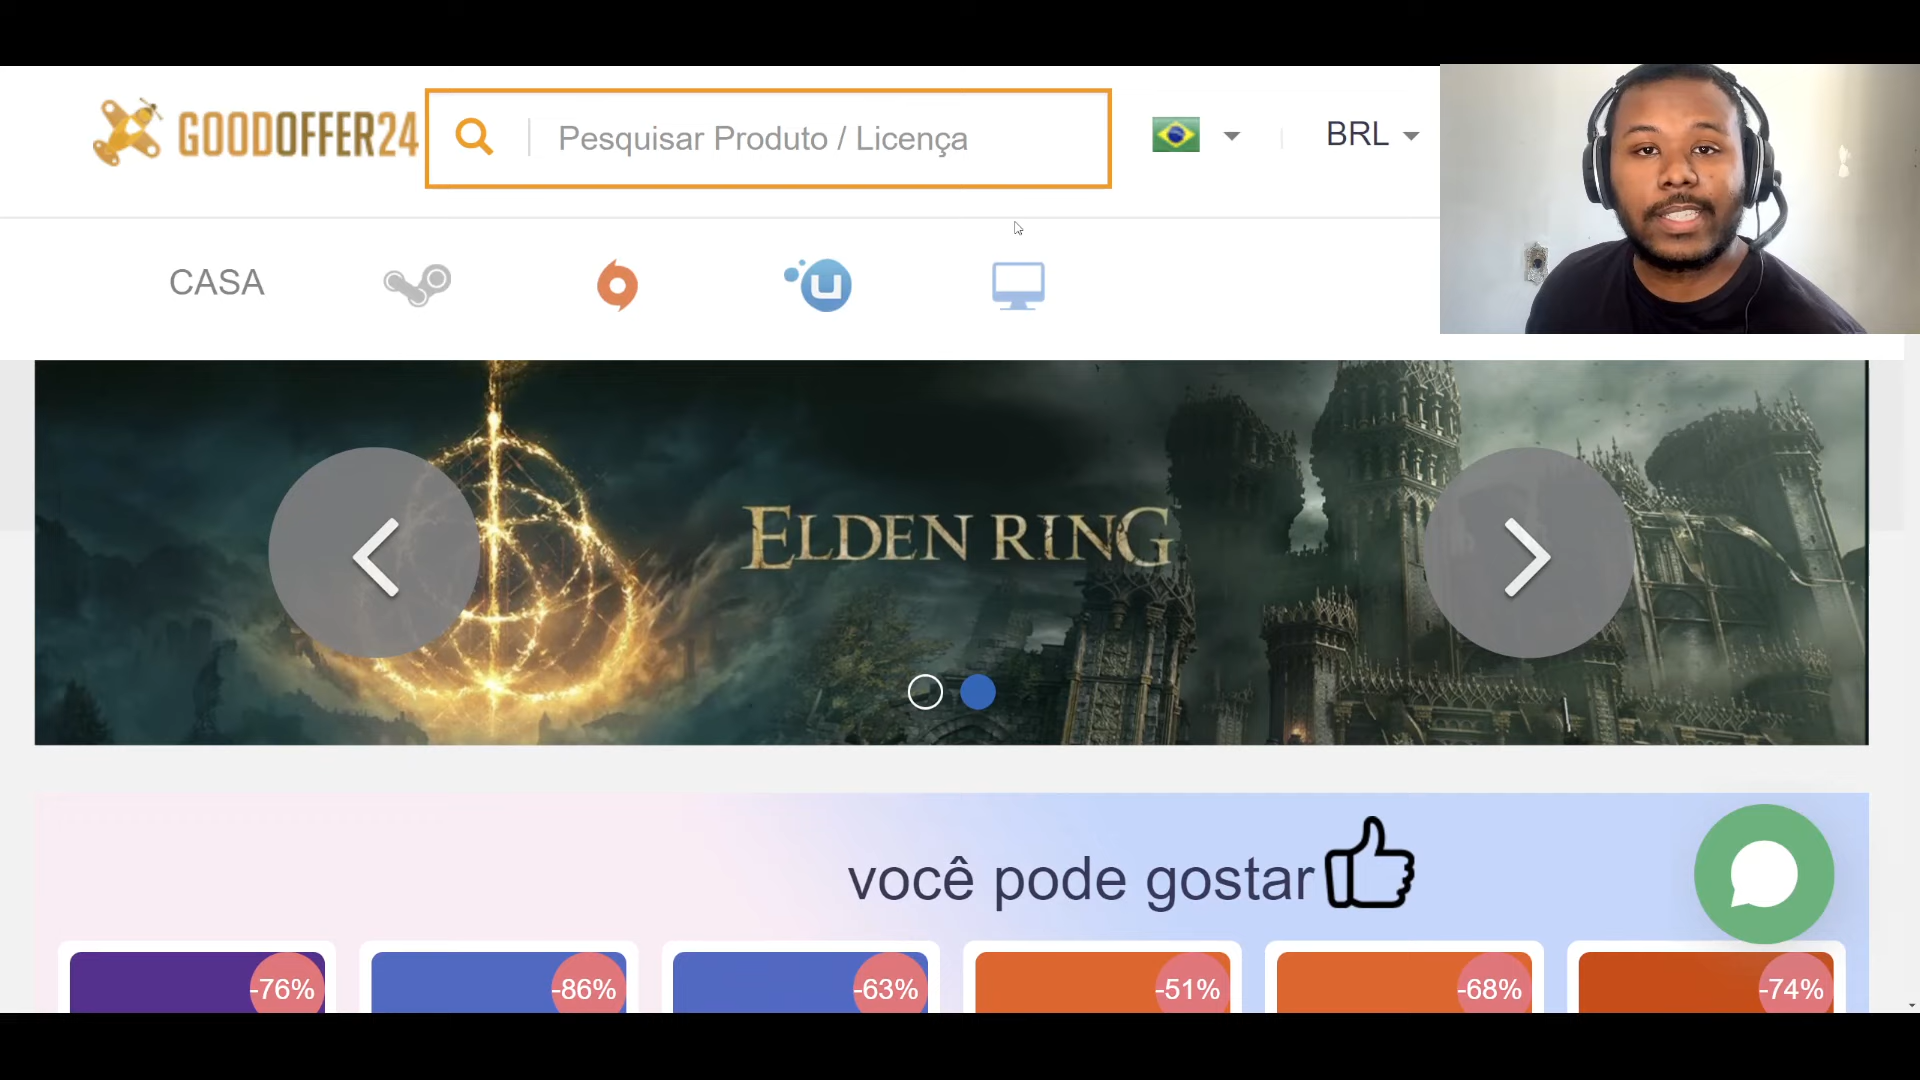 GOODOFFER24
Pesquisar Produto / Licença
BRL
CASA
ELDEN RING
você pode gostar
-76%
-86%
-63%
-51%
-68%
-74%